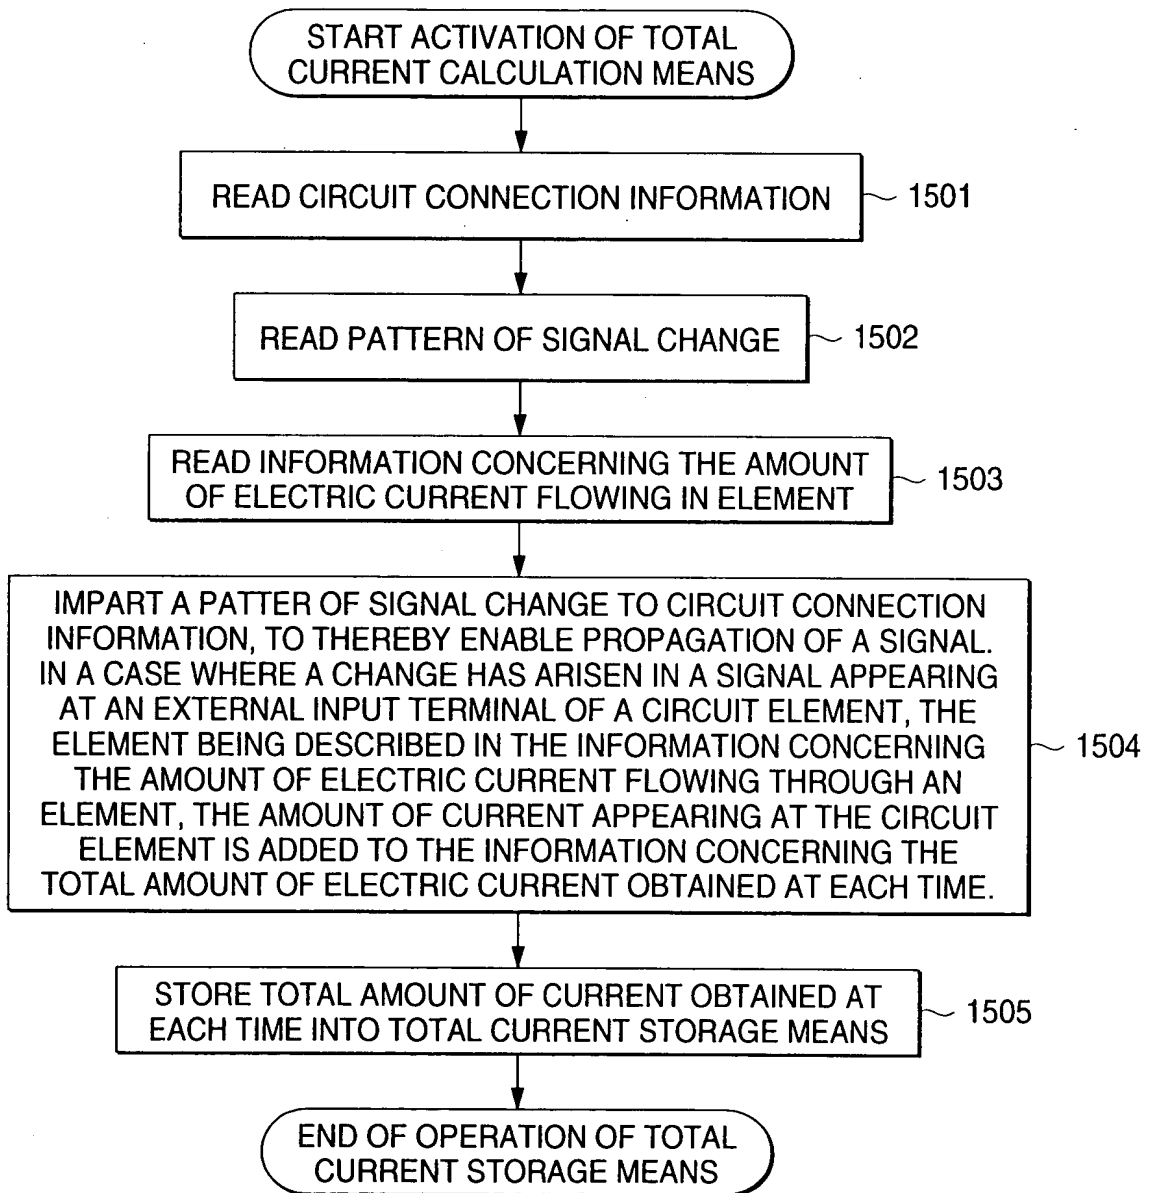 START ACTIVATION OF TOTAL
CURRENT CALCULATION MEANS
READ CIRCUIT CONNECTION INFORMATION
1501
READ PATTERN OF SIGNAL CHANGE
1502
READ INFORMATION CONCERNING THE AMOUNT
OF ELECTRIC CURRENT FLOWING IN ELEMENT
1503
IMPART A PATTER OF SIGNAL CHANGE TO CIRCUIT CONNECTION
INFORMATION, TO THEREBY ENABLE PROPAGATION OF A SIGNAL.
IN A CASE WHERE A CHANGE HAS ARISEN IN A SIGNAL APPEARING
AT AN EXTERNAL INPUT TERMINAL OF A CIRCUIT ELEMENT, THE
ELEMENT BEING DESCRIBED IN THE INFORMATION CONCERNING
THE AMOUNT OF ELECTRIC CURRENT FLOWING THROUGH AN
ELEMENT, THE AMOUNT OF CURRENT APPEARING AT THE CIRCUIT
ELEMENT IS ADDED TO THE INFORMATION CONCERNING THE
TOTAL AMOUNT OF ELECTRIC CURRENT OBTAINED AT EACH TIME.
1504
STORE TOTAL AMOUNT OF CURRENT OBTAINED AT
EACH TIME INTO TOTAL CURRENT STORAGE MEANS
1505
END OF OPERATION OF TOTAL
CURRENT STORAGE MEANS